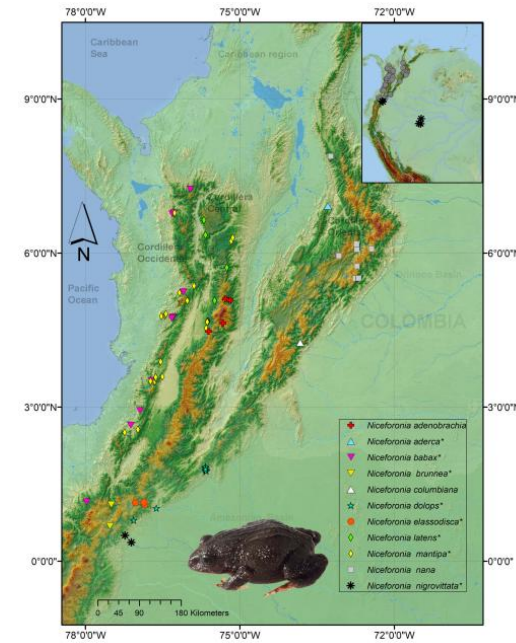 78°0'0"W 75°0'0"W 72°0'0"W
Caribbean
Sea
Caribbean region
9°0'0"N 9°0'0"N
Cordillera
Central
Cordillera
Occidental
N
6°0'0"N 6°0'0"N
Orinoco Basin
Pacific
Ocean
COLOMBIA
3°0'0"N 3°0'0"N
Niceforonia adenobrachia
Niceforonia aderca*
Niceforonia babax*
Niceforonia brunnea*
Niceforonia columbiana
Niceforonia dolops*
Niceforonia elassodisca*
Niceforonia latens*
Niceforonia mantipa*
Niceforonia nana
Niceforonia nigrovittata*
0°0'0"N 0°0'0"N
0 45 90 180 Kilometers
78°0'0"W 75°0'0"W 72°0'0"W